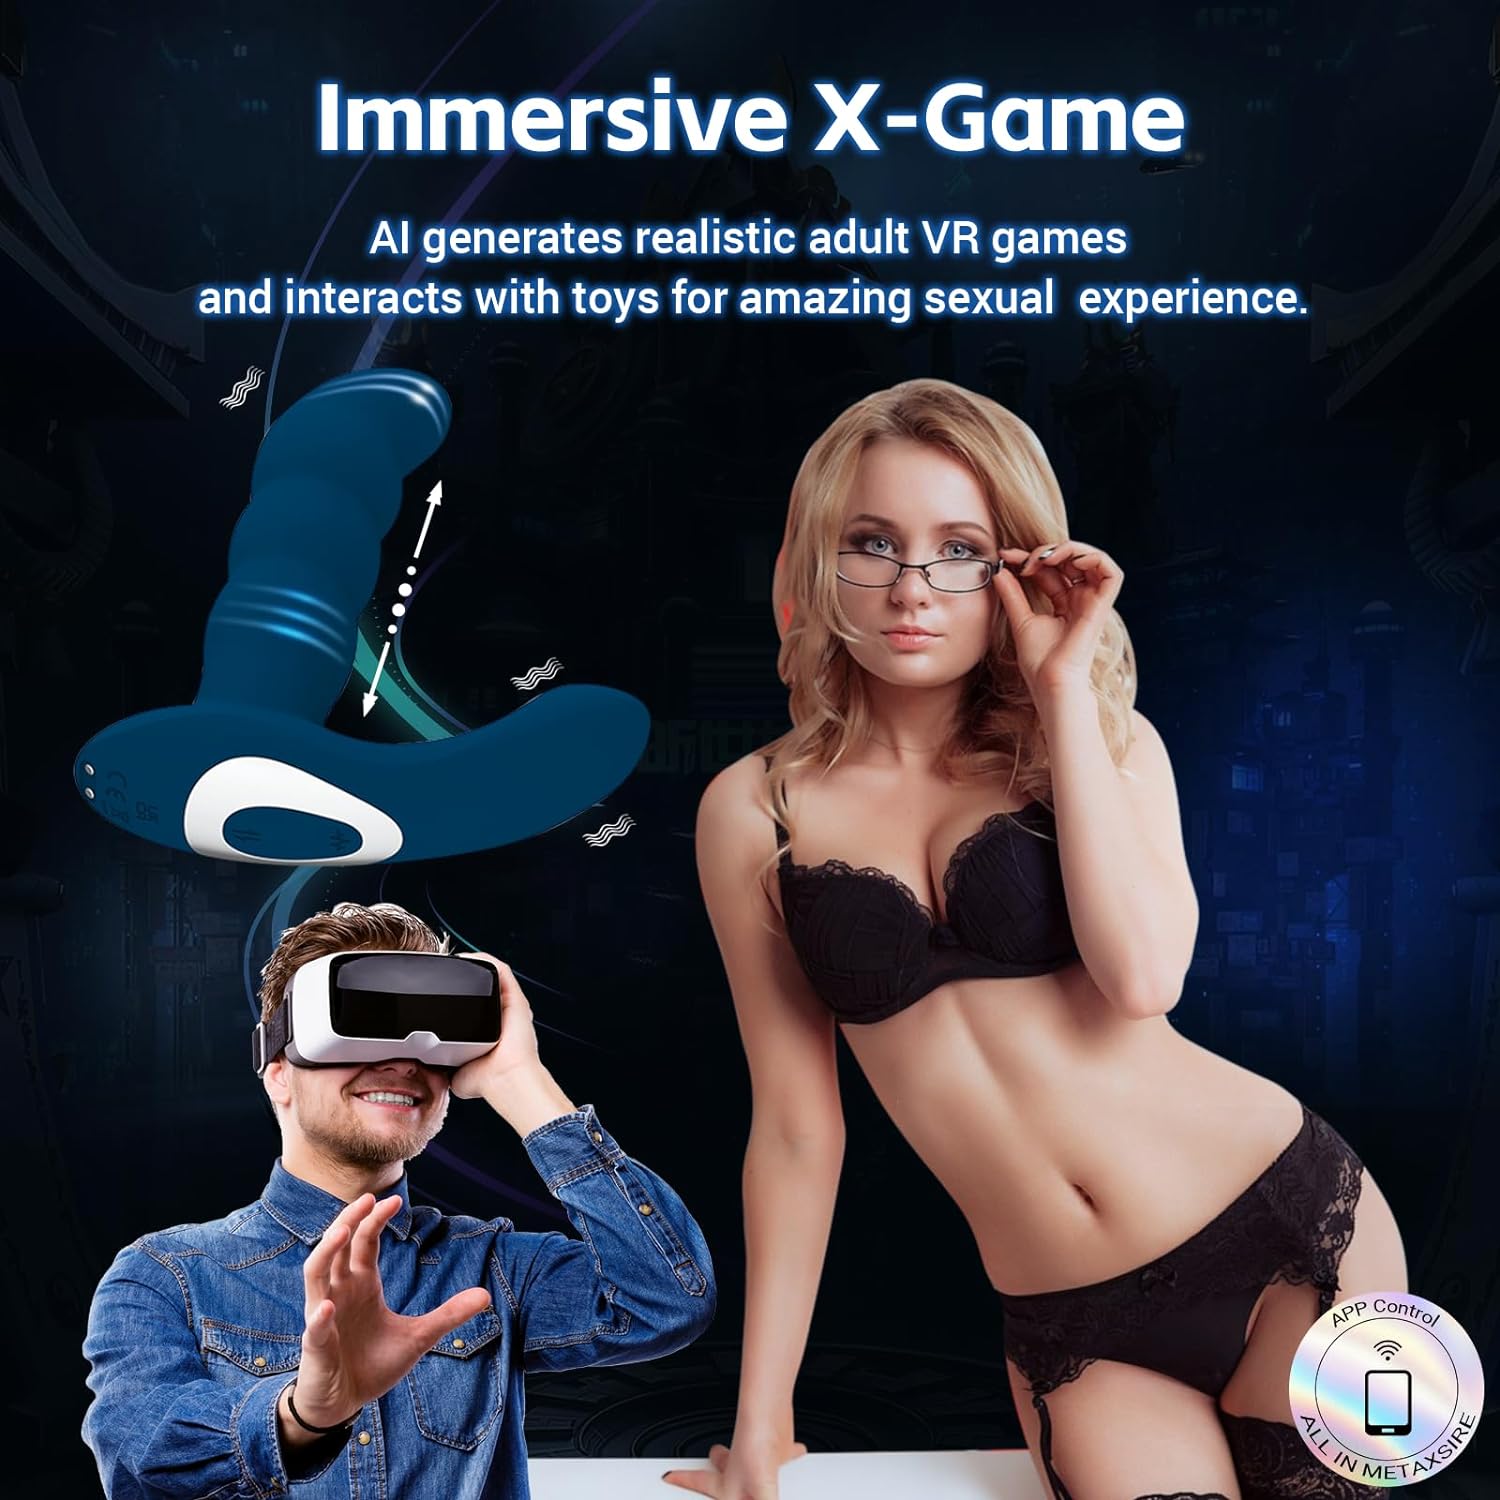 Immersive X-Game
AI generates realistic adult VR games
and interacts with toys for amazing sexual experience.
APP Control
ALL IN METAXSIRE